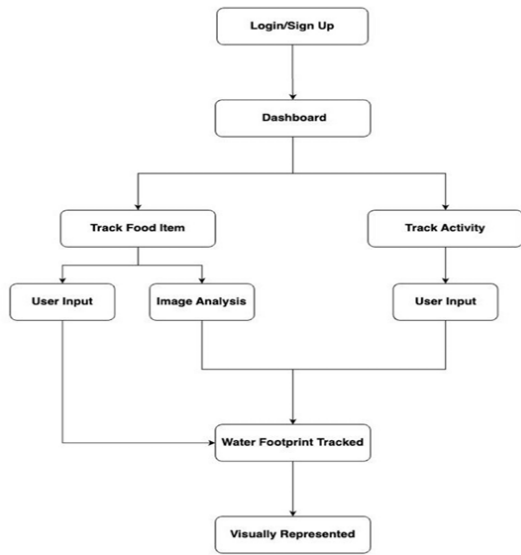 Login/Sign Up
Dashboard
Track Food Item
Track Activity
User Input
Image Analysis
User Input
Water Footprint Tracked
Visually Represented